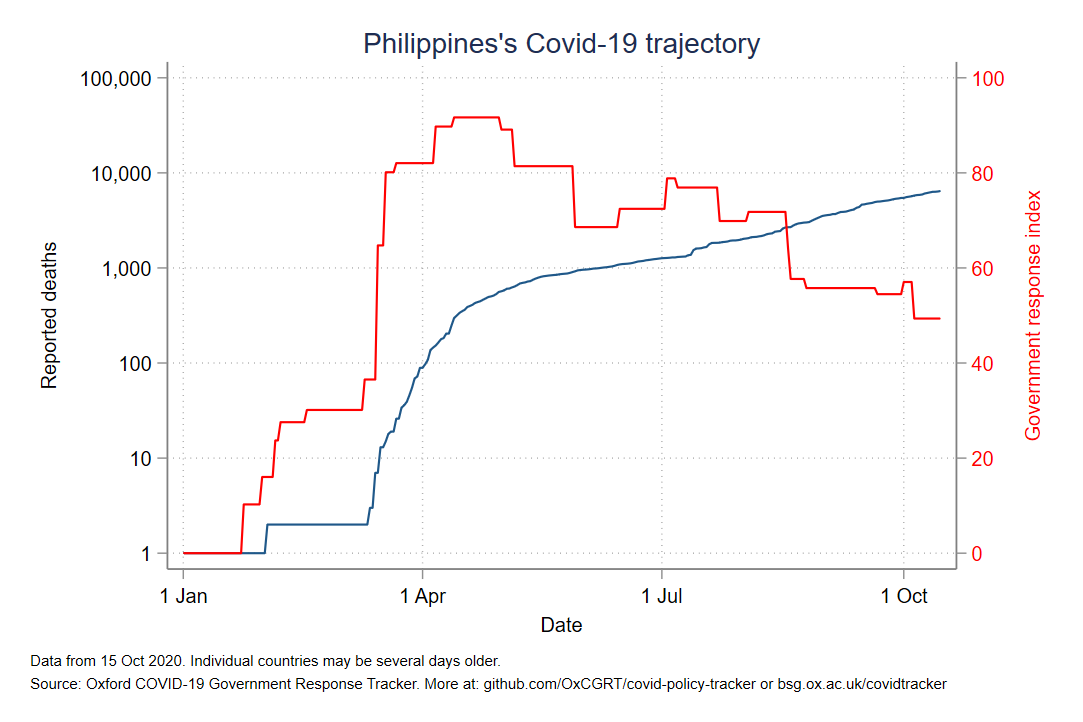 Philippines's Covid-19 trajectory
100,000
10,000
1,000
100
10
1
Reported deaths
100
80
60
40
20
0
Government response index
1 Jan
1 Apr
1 Jul
1 Oct
Date
Data from 15 Oct 2020. Individual countries may be several days older.
Source: Oxford COVID-19 Government Response Tracker. More at: github.com/OxCGRT/covid-policy-tracker or bsg.ox.ac.uk/covidtracker